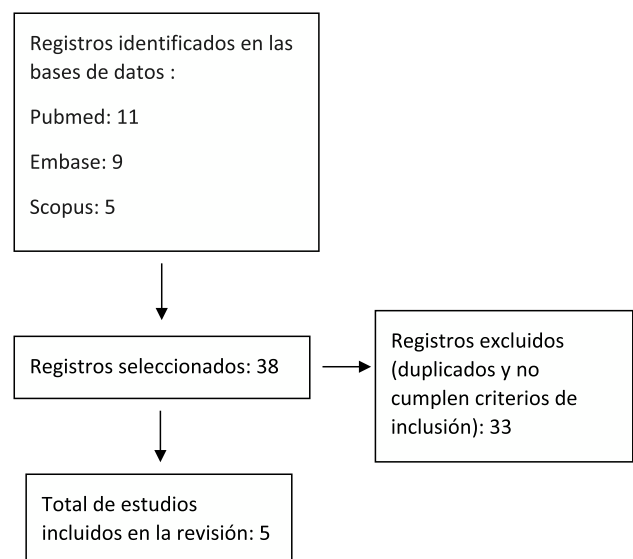 Registros identificados en las
bases de datos :
Pubmed: 11
Embase: 9
Scopus: 5
Registros seleccionados: 38
Registros excluidos
(duplicados y no
cumplen criterios de
inclusión): 33
Total de estudios
incluidos en la revisión: 5